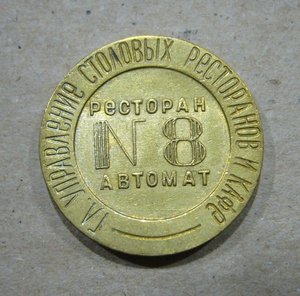 ГЛ. УПРАВЛЕНИЕ СТОЛОВЫХ РЕСТОРАНОВ И КАФЕ
РЕСТОРАН
N 8
АВТОМАТ